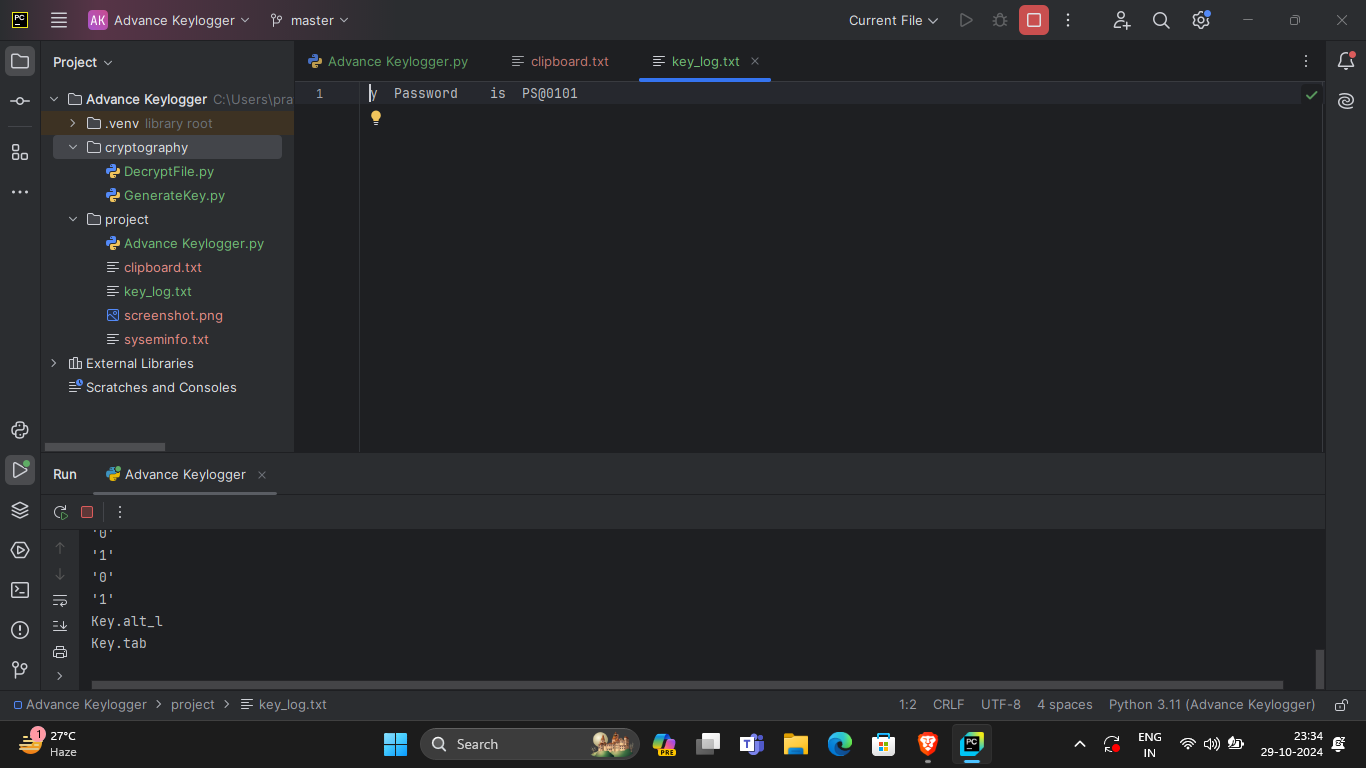 PC AK Advance Keylogger master Current File
Project
Advance Keylogger.py clipboard.txt key_log.txt
Advance Keylogger C:\Users\pra
.venv library root
cryptography
DecryptFile.py
GenerateKey.py
project
Advance Keylogger.py
clipboard.txt
key_log.txt
screenshot.png
syseminfo.txt
External Libraries
Scratches and Consoles
1 y Password is PS@0101
Run Advance Keylogger
'0'
'1'
'0'
'1'
Key.alt_l
Key.tab
Advance Keylogger > project > key_log.txt 1:2 CRLF UTF-8 4 spaces Python 3.11 (Advance Keylogger)
1 27°C
Haze
Search
PRE
PC
ENG
IN
23:34
29-10-2024